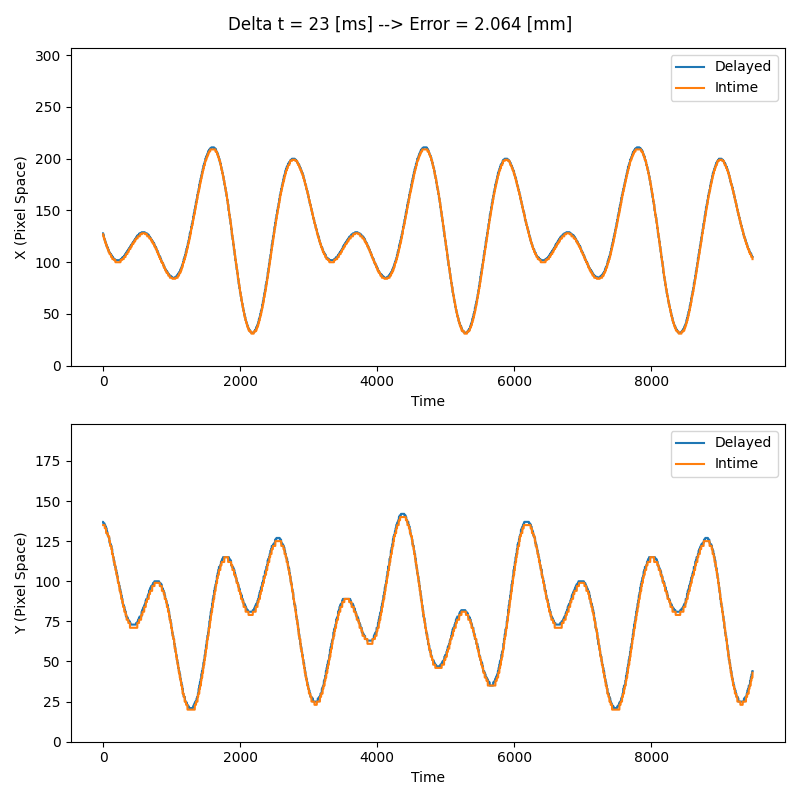 Delta t = 23 [ms] --> Error = 2.064 [mm]
300
250
200
150
100
50
0
X (Pixel Space)
Delayed
Intime
0 2000 4000 6000 8000
Time
175
150
125
100
75
50
25
0
Y (Pixel Space)
Delayed
Intime
0 2000 4000 6000 8000
Time